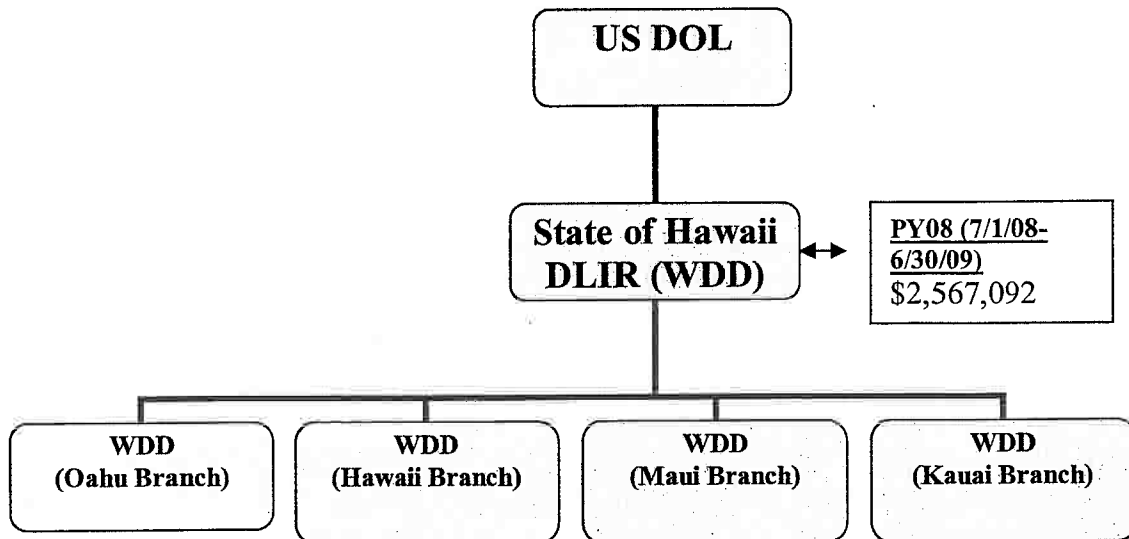 US DOL
State of Hawaii
DLIR (WDD)
PY08 (7/1/08-
6/30/09)
$2,567,092
WDD
(Oahu Branch)
WDD
(Hawaii Branch)
WDD
(Maui Branch)
WDD
(Kauai Branch)